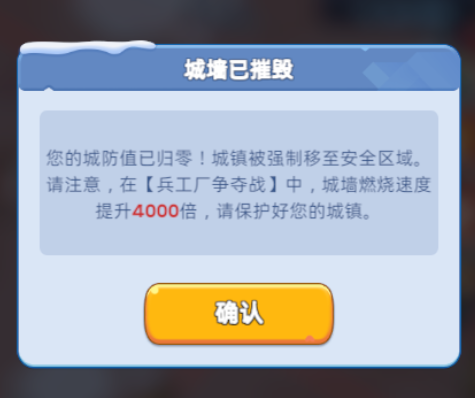 城墙已摧毁
您的城防值已归零！城镇被强制移至安全区域。
请注意，在【兵工厂争夺战】中，城墙燃烧速度
提升4000倍，请保护好您的城镇。
确认